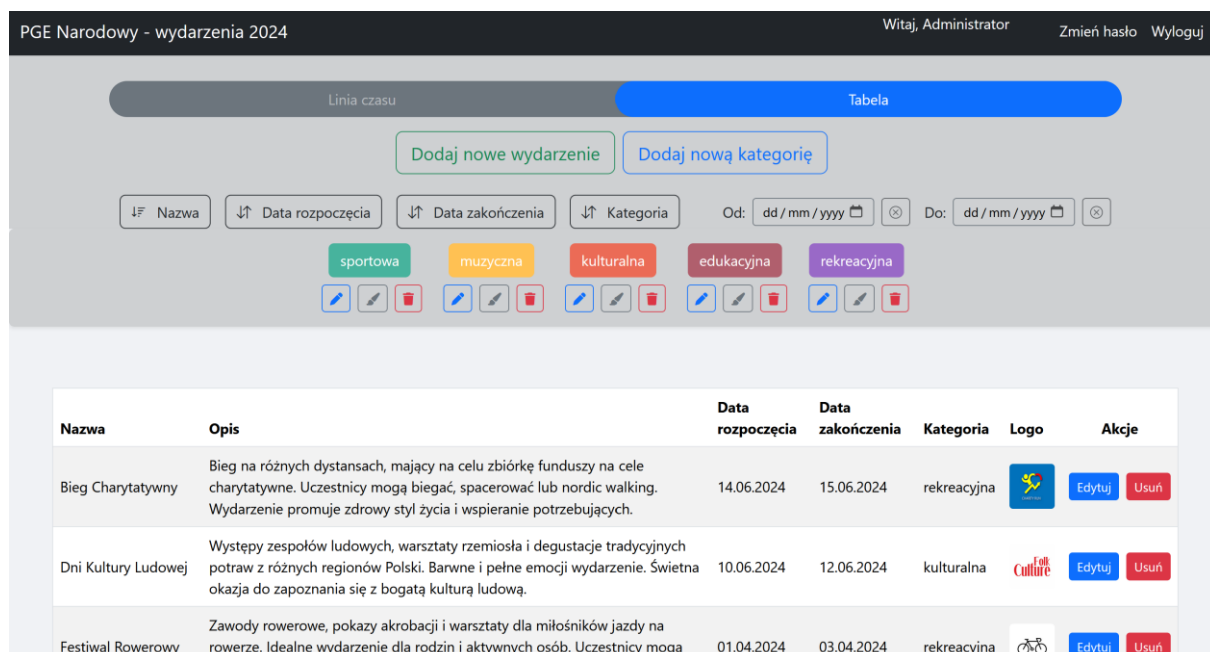 PGE Narodowy - wydarzenia 2024
Witaj, Administrator
Zmień hasło
Wyloguj
Linia czasu
Tabela
Dodaj nowe wydarzenie
Dodaj nową kategorię
Nazwa
Data rozpoczęcia
Data zakończenia
Kategoria
Od: dd / mm / yyyy
Do: dd / mm / yyyy
sportowa
muzyczna
kulturalna
edukacyjna
rekreacyjna
Nazwa
Opis
Data
rozpoczęcia
Data
zakończenia
Kategoria
Logo
Akcje
Bieg Charytatywny
Bieg na różnych dystansach, mający na celu zbiórkę funduszy na cele
charytatywne. Uczestnicy mogą biegać, spacerować lub nordic walking.
Wydarzenie promuje zdrowy styl życia i wspieranie potrzebujących.
14.06.2024
15.06.2024
rekreacyjna
Edytuj
Usuń
Dni Kultury Ludowej
Występy zespołów ludowych, warsztaty rzemiosła i degustacje tradycyjnych
potraw z różnych regionów Polski. Barwne i pełne emocji wydarzenie. Świetna
okazja do zapoznania się z bogatą kulturą ludową.
10.06.2024
12.06.2024
kulturalna
Folk
Culture
Edytuj
Usuń
Festiwal Rowerowy
Zawody rowerowe, pokazy akrobacji i warsztaty dla miłośników jazdy na
rowerze. Idealne wydarzenie dla rodzin i aktywnych osób. Uczestnicy mogą
01.04.2024
03.04.2024
rekreacyjna
Edytuj
Usuń